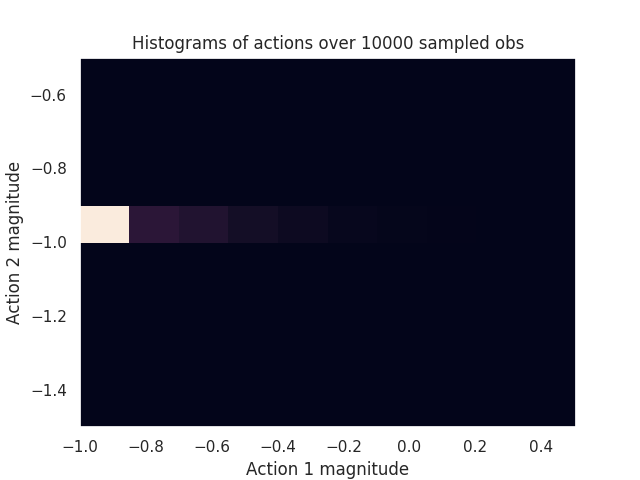 Histograms of actions over 10000 sampled obs
−0.6
−0.8
−1.0
−1.2
−1.4
Action 2 magnitude
−1.0 −0.8 −0.6 −0.4 −0.2 0.0 0.2 0.4
Action 1 magnitude